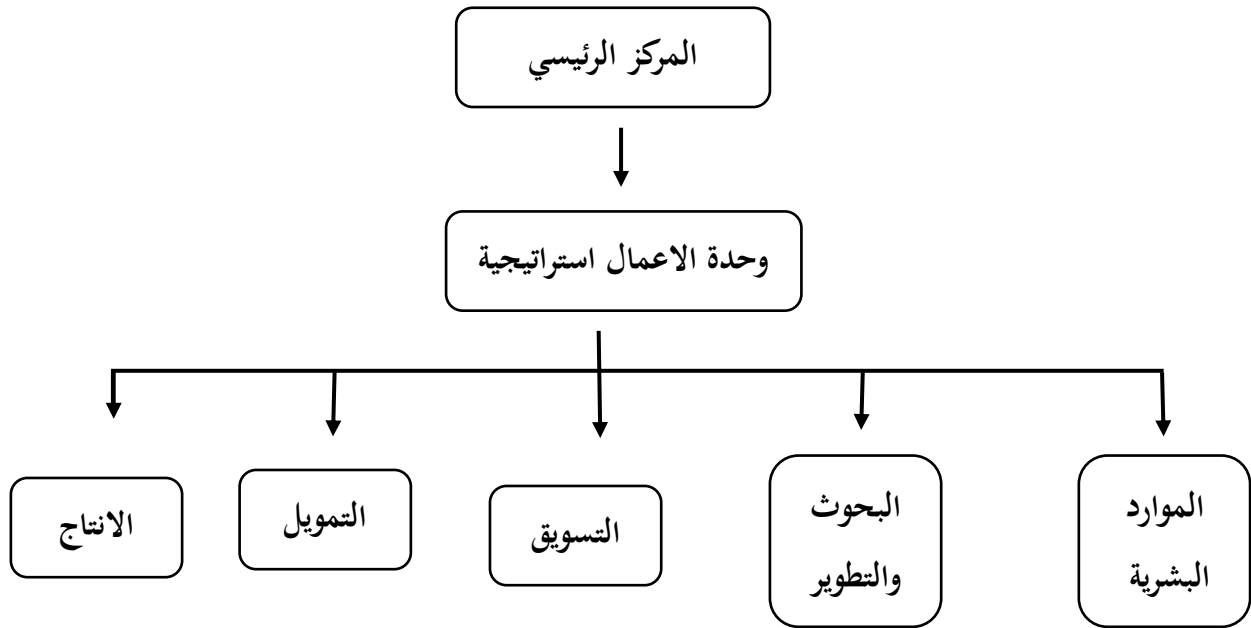 المركز الرئيسي
وحدة الاعمال استراتيجية
الموارد
البشرية
البحوث
والتطوير
التسويق
التمويل
الانتاج